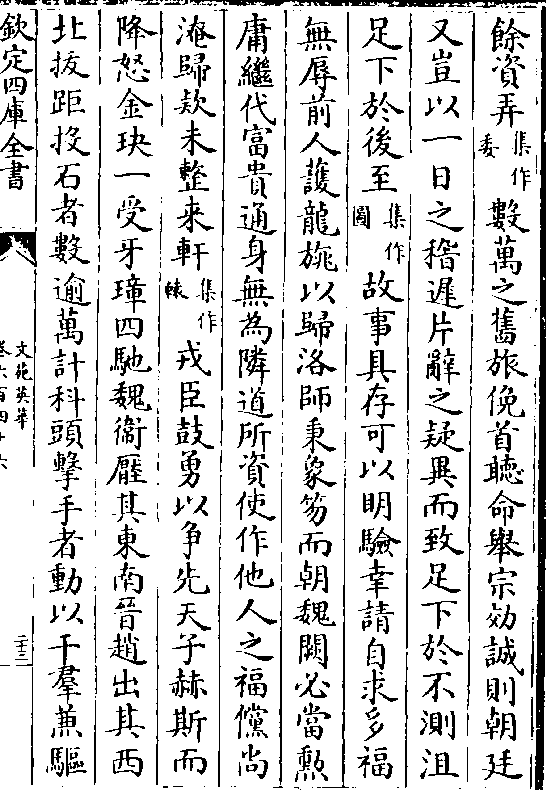 餘資弄集作委數萬之舊旅俛首聽命舉宗効誠則朝廷
又豈以一日之稽遲片辭之疑異而致足下於不測沮
足下於後至集作圖故事具存可以明驗幸請自求多福
無辱前人護龍旐以歸洛師秉象笏而朝魏闕必當勲
庸繼代富貴通身無為隣道所資使作他人之福儻尚
淹歸欵未整來軒集作轅戎臣鼓勇以争先天子赫斯而
降怒金玦一受牙璋四馳魏衛壓其東南晉趙出其西
北拔距投石者數逾萬計科頭擊手者動以千羣兼驅
欽定四庫全書
文苑英華
卷六百四十六
二十三